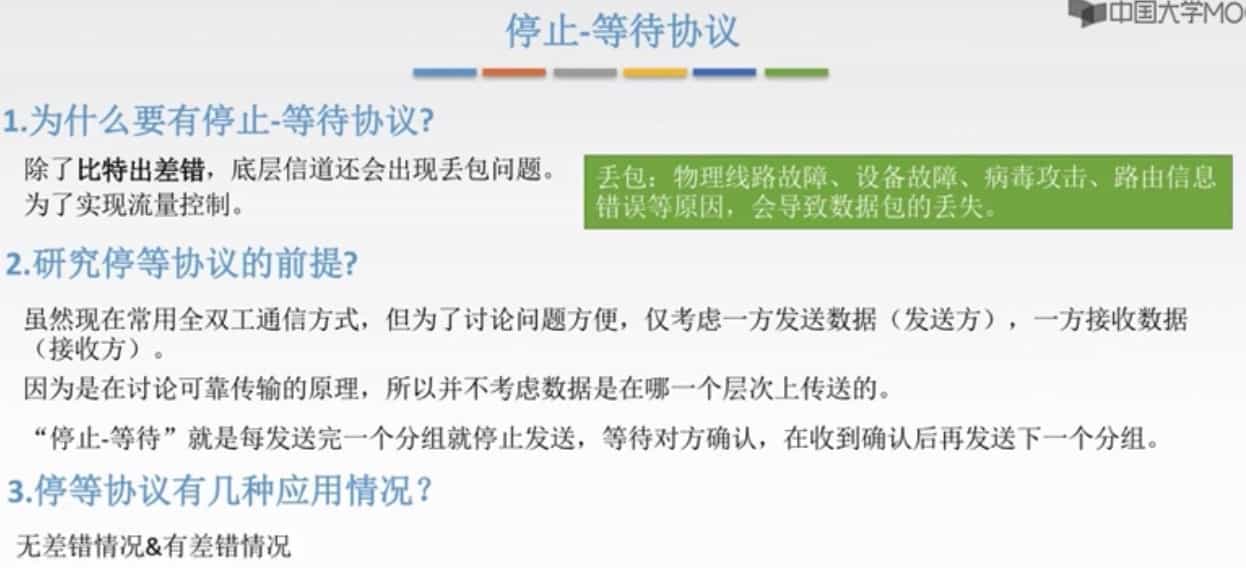 中国大学MO
停止-等待协议
1.为什么要有停止-等待协议?
除了比特出差错，底层信道还会出现丢包问题。
为了实现流量控制。
丢包：物理线路故障、设备故障、病毒攻击、路由信息
错误等原因，会导致数据包的丢失。
2.研究停等协议的前提?
虽然现在常用全双工通信方式，但为了讨论问题方便，仅考虑一方发送数据（发送方），一方接收数据
（接收方）。
因为是在讨论可靠传输的原理，所以并不考虑数据是在哪一个层次上传送的。
“停止-等待”就是每发送完一个分组就停止发送，等待对方确认，在收到确认后再发送下一个分组。
3.停等协议有几种应用情况？
无差错情况&有差错情况